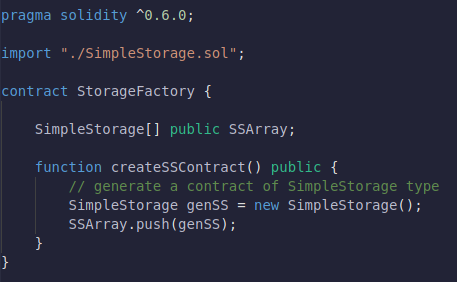 pragma solidity ^0.6.0;
import "./SimpleStorage.sol";
contract StorageFactory {
SimpleStorage[] public SSArray;
function createSSContract() public {
// generate a contract of SimpleStorage type
SimpleStorage genSS = new SimpleStorage();
SSArray.push(genSS);
}
}